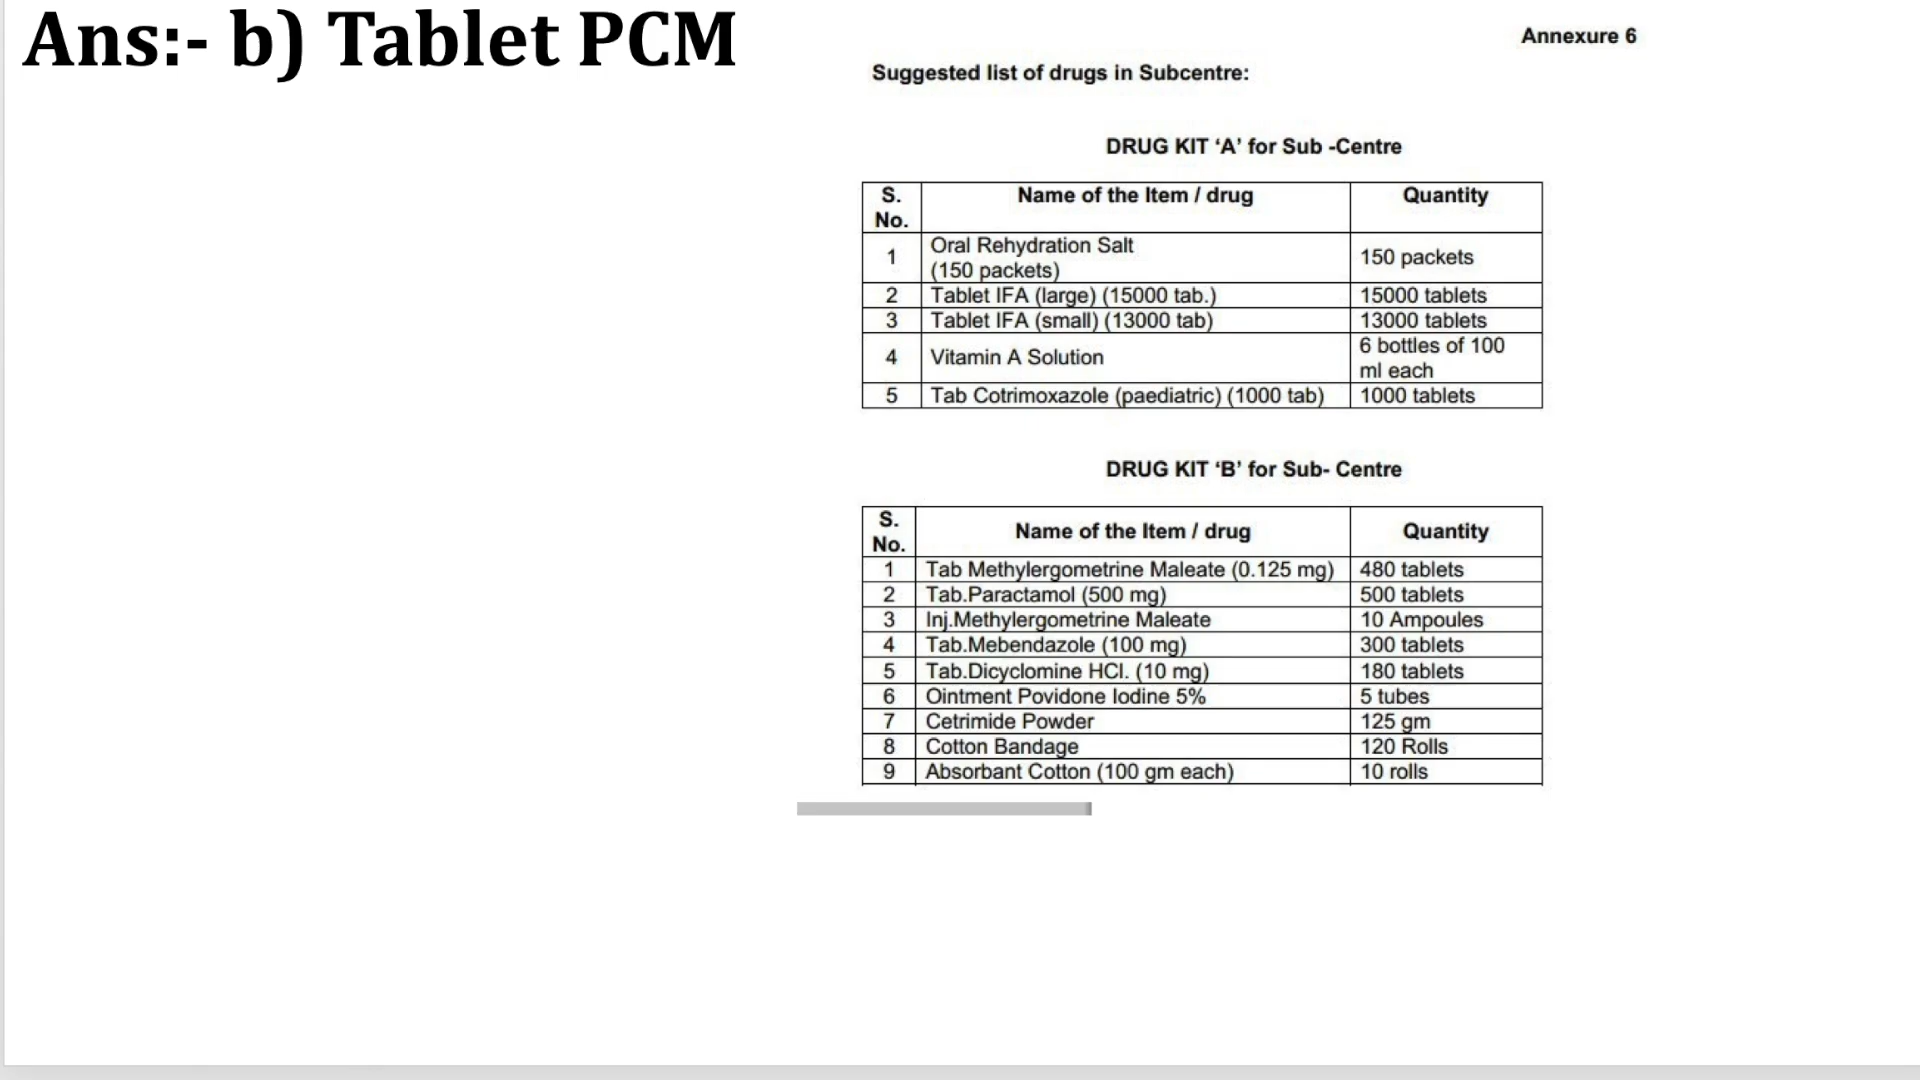 Ans:- b) Tablet PCM
Annexure 6
Suggested list of drugs in Subcentre:
DRUG KIT ‘A’ for Sub -Centre
S. No. Name of the Item / drug Quantity
1 Oral Rehydration Salt (150 packets) 150 packets
2 Tablet IFA (large) (15000 tab.) 15000 tablets
3 Tablet IFA (small) (13000 tab) 13000 tablets
4 Vitamin A Solution 6 bottles of 100 ml each
5 Tab Cotrimoxazole (paediatric) (1000 tab) 1000 tablets
DRUG KIT ‘B’ for Sub- Centre
S. No. Name of the Item / drug Quantity
1 Tab Methylergometrine Maleate (0.125 mg) 480 tablets
2 Tab.Paractamol (500 mg) 500 tablets
3 Inj.Methylergometrine Maleate 10 Ampoules
4 Tab.Mebendazole (100 mg) 300 tablets
5 Tab.Dicyclomine HCl. (10 mg) 180 tablets
6 Ointment Povidone Iodine 5% 5 tubes
7 Cetrimide Powder 125 gm
8 Cotton Bandage 120 Rolls
9 Absorbant Cotton (100 gm each) 10 rolls